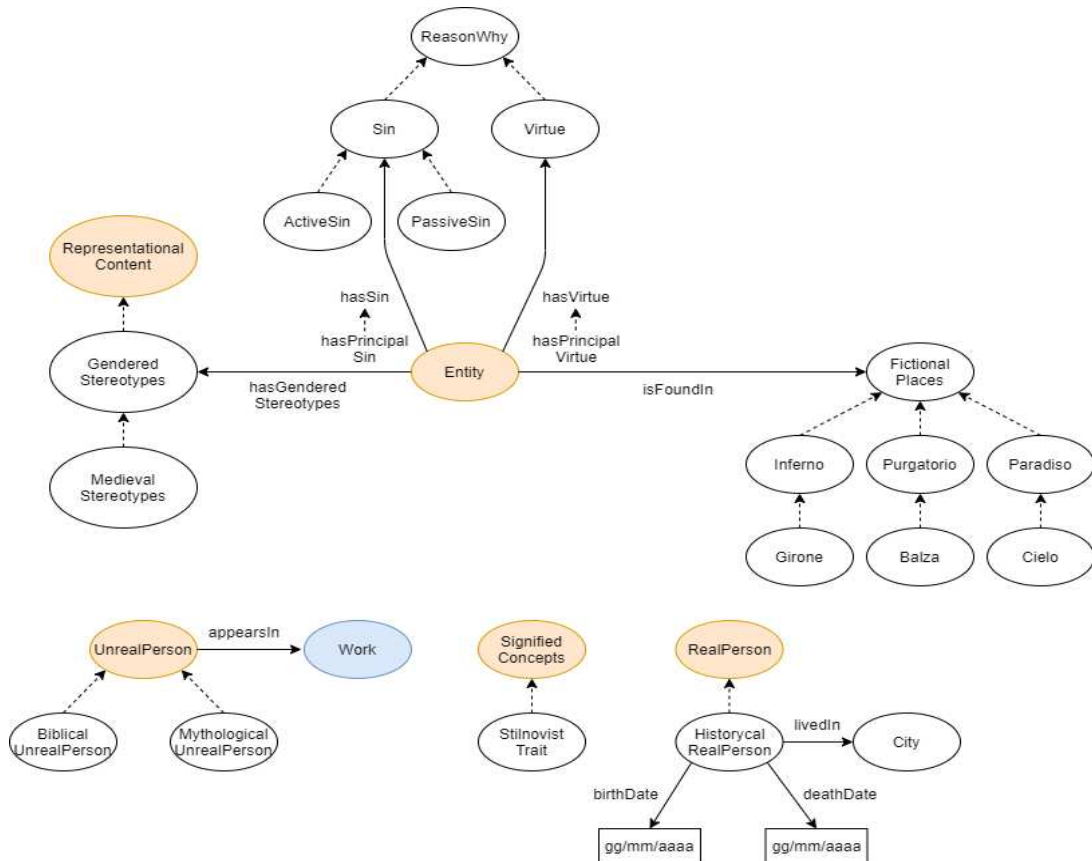 ReasonWhy
Sin
Virtue
ActiveSin
PassiveSin
Representational
Content
hasSin
hasVirtue
hasPrincipal
Sin
hasPrincipal
Virtue
Gendered
Stereotypes
Entity
Fictional
Places
hasGendered
Stereotypes
isFoundIn
Medieval
Stereotypes
Inferno
Purgatorio
Paradiso
Girone
Balza
Cielo
UnrealPerson
appearsIn
Work
Signified
Concepts
RealPerson
Biblical
UnrealPerson
Mythological
UnrealPerson
Stilnovist
Trait
Historycal
RealPerson
livedIn
City
birthDate
deathDate
gg/mm/aaaa
gg/mm/aaaa